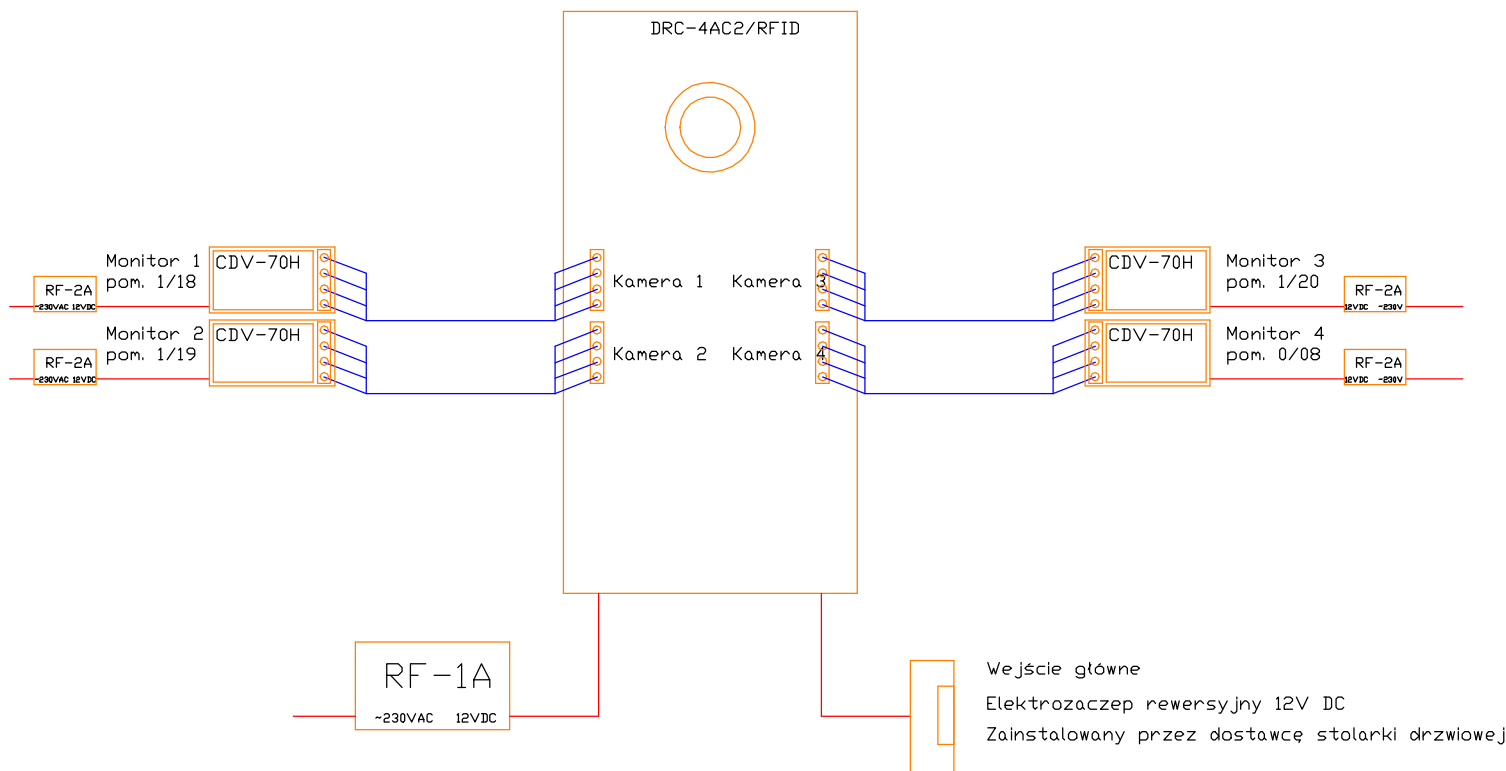 DRC-4AC2/RFID
Monitor 1
pom. 1/18
CDV-70H
RF-2A
~230VAC 12VDC
Kamera 1
Kamera 3
CDV-70H
Monitor 3
pom. 1/20
RF-2A
12VDC ~230V
Monitor 2
pom. 1/19
CDV-70H
RF-2A
~230VAC 12VDC
Kamera 2
Kamera 4
CDV-70H
Monitor 4
pom. 0/08
RF-2A
12VDC ~230V
RF-1A
~230VAC 12VDC
Wejście główne
Elektrozaczep rewersyjny 12V DC
Zainstalowany przez dostawcę stolarki drzwiowej